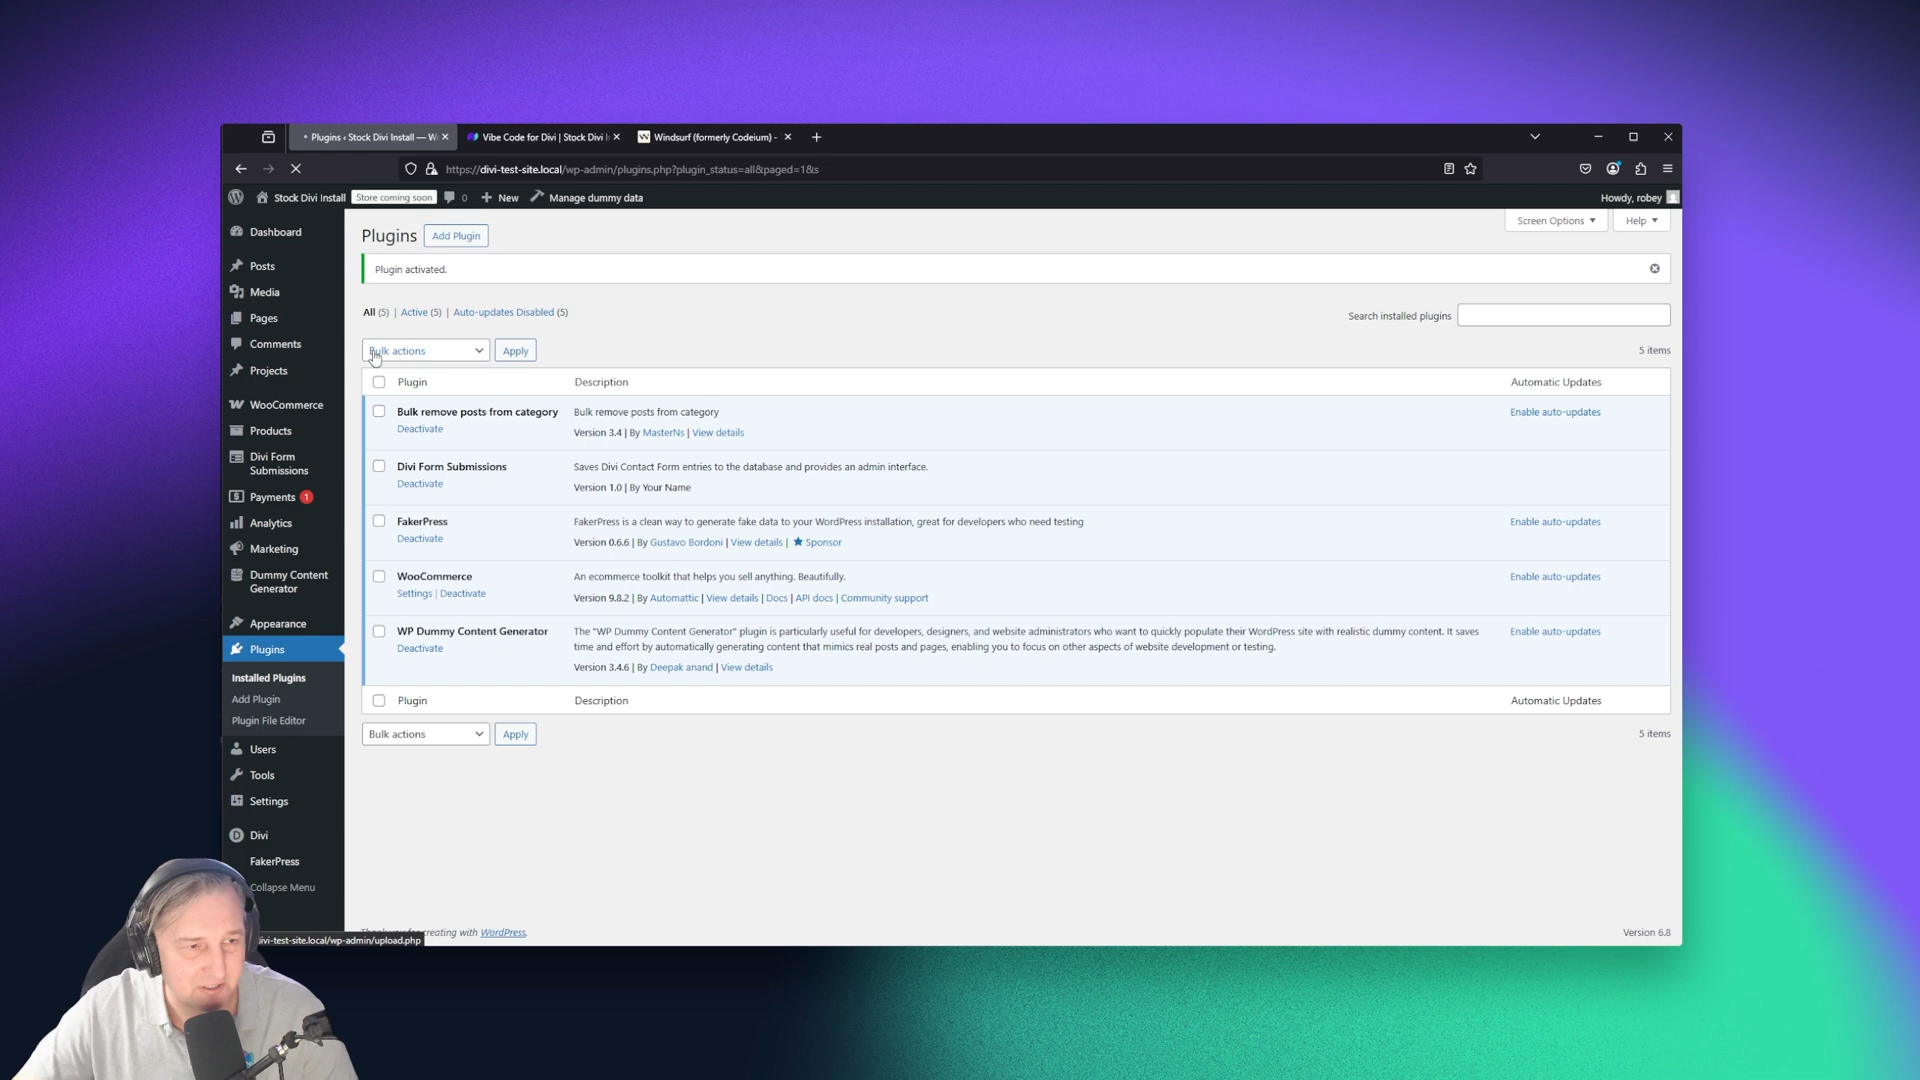 Plugins ‹ Stock Divi Install — W
Vibe Code for Divi | Stock Divi I
Windsurf (formerly Codeium) -
https://divi-test-site.local/wp-admin/plugins.php?plugin_status=all&paged=1&s
Stock Divi Install
Store coming soon
0
New
Manage dummy data
Howdy, robey
Dashboard
Posts
Media
Pages
Comments
Projects
WooCommerce
Products
Divi Form
Submissions
Payments 1
Analytics
Marketing
Dummy Content
Generator
Appearance
Plugins
Installed Plugins
Add Plugin
Plugin File Editor
Users
Tools
Settings
Divi
FakerPress
Collapse Menu
Plugins
Add Plugin
Screen Options
Help
Plugin activated.
All (5) | Active (5) | Auto-updates Disabled (5)
Search installed plugins
Bulk actions
Apply
5 items
Plugin
Description
Automatic Updates
Bulk remove posts from category
Deactivate
Bulk remove posts from category
Version 3.4 | By MasterNs | View details
Enable auto-updates
Divi Form Submissions
Deactivate
Saves Divi Contact Form entries to the database and provides an admin interface.
Version 1.0 | By Your Name
FakerPress
Deactivate
FakerPress is a clean way to generate fake data to your WordPress installation, great for developers who need testing
Version 0.6.6 | By Gustavo Bordoni | View details | Sponsor
Enable auto-updates
WooCommerce
Settings | Deactivate
An ecommerce toolkit that helps you sell anything. Beautifully.
Version 9.8.2 | By Automattic | View details | Docs | API docs | Community support
Enable auto-updates
WP Dummy Content Generator
Deactivate
The "WP Dummy Content Generator" plugin is particularly useful for developers, designers, and website administrators who want to quickly populate their WordPress site with realistic dummy content. It saves
time and effort by automatically generating content that mimics real posts and pages, enabling you to focus on other aspects of website development or testing.
Version 3.4.6 | By Deepak anand | View details
Enable auto-updates
Plugin
Description
Automatic Updates
Bulk actions
Apply
5 items
creating with WordPress.
Version 6.8
divi-test-site.local/wp-admin/upload.php